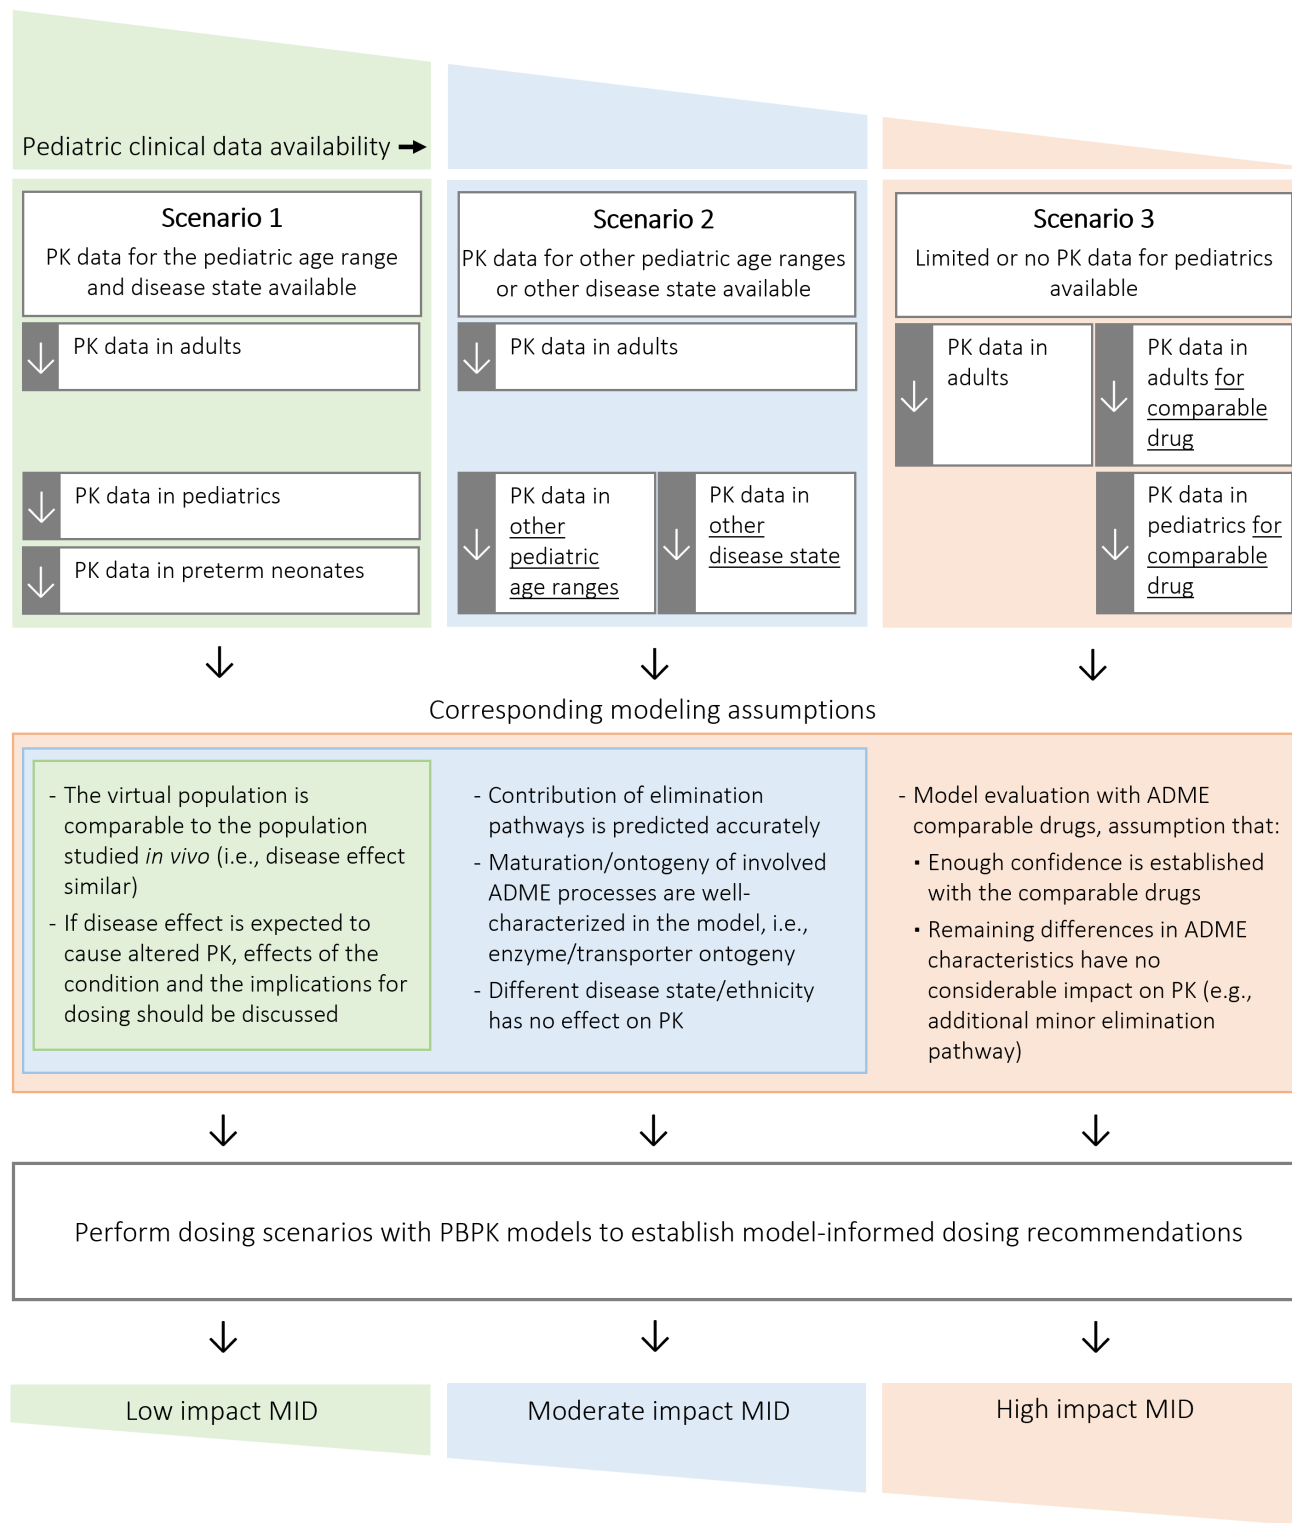 Pediatric clinical data availability →
Scenario 1
PK data for the pediatric age range
and disease state available
↓ PK data in adults
↓ PK data in pediatrics
↓ PK data in preterm neonates
Scenario 2
PK data for other pediatric age ranges
or other disease state available
↓ PK data in adults
↓ PK data in
other
pediatric
age ranges
↓ PK data in
other
disease state
Scenario 3
Limited or no PK data for pediatrics
available
↓ PK data in
adults
↓ PK data in
adults for
comparable
drug
↓ PK data in
pediatrics for
comparable
drug
↓ ↓ ↓
Corresponding modeling assumptions
- The virtual population is
comparable to the population
studied in vivo (i.e., disease effect
similar)
- If disease effect is expected to
cause altered PK, effects of the
condition and the implications for
dosing should be discussed
- Contribution of elimination
pathways is predicted accurately
- Maturation/ontogeny of involved
ADME processes are well-
characterized in the model, i.e.,
enzyme/transporter ontogeny
- Different disease state/ethnicity
has no effect on PK
- Model evaluation with ADME
comparable drugs, assumption that:
▪ Enough confidence is established
with the comparable drugs
▪ Remaining differences in ADME
characteristics have no
considerable impact on PK (e.g.,
additional minor elimination
pathway)
↓ ↓ ↓
Perform dosing scenarios with PBPK models to establish model-informed dosing recommendations
↓ ↓ ↓
Low impact MID
Moderate impact MID
High impact MID